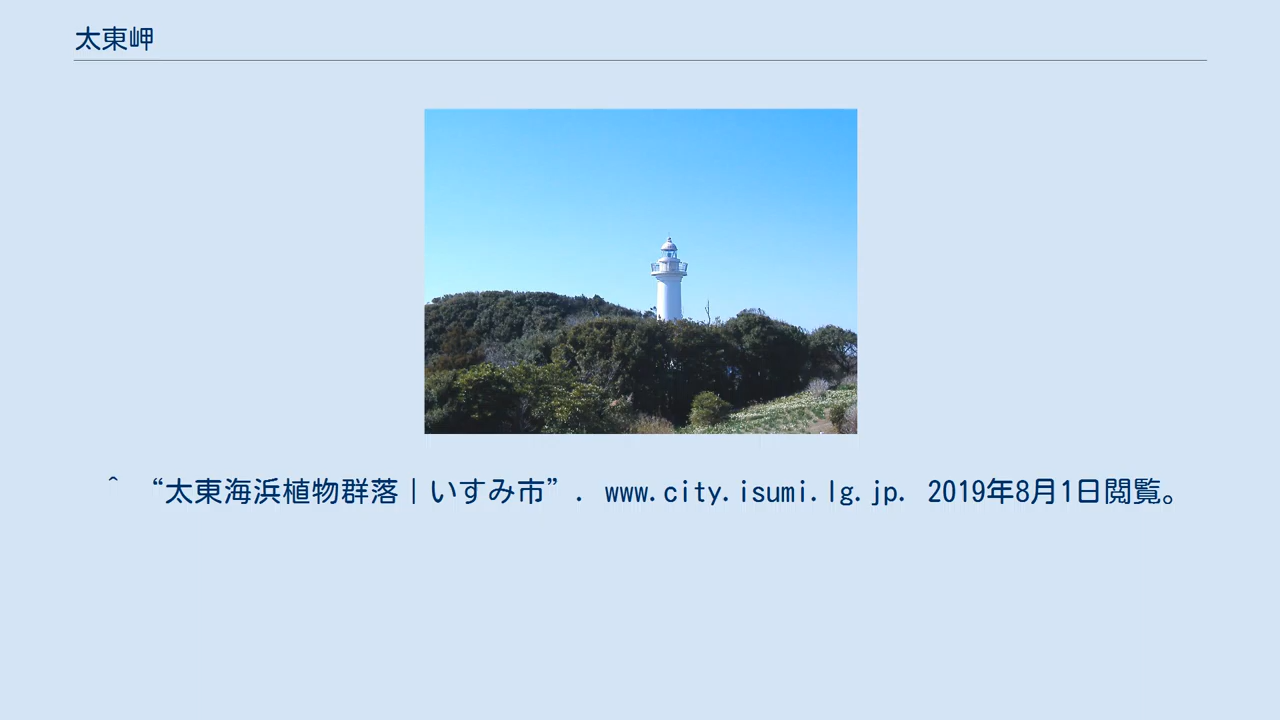 太東岬
^ “太東海浜植物群落|いすみ市”. www.city.isumi.lg.jp. 2019年8月1日閲覧。